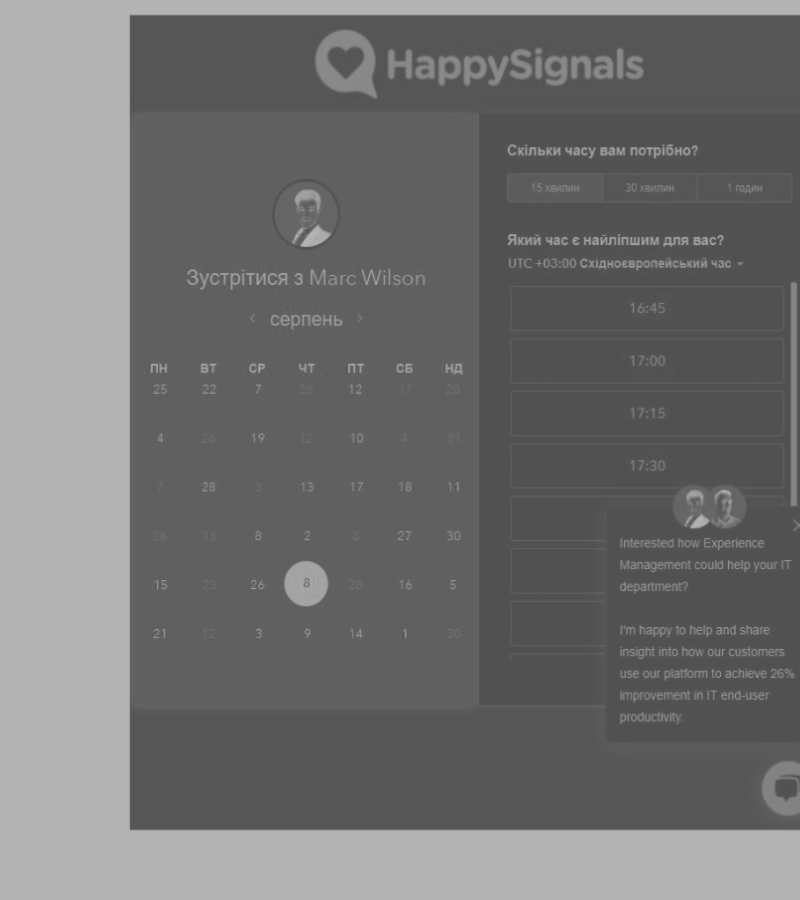 HappySignals
Зустрітися з Marc Wilson
серпень
ПН ВТ СР ЧТ ПТ СБ НД
25 22 7 28 12 17 28
4 26 19 12 10 4 31
7 28 3 13 17 18 11
26 16 8 2 8 27 30
15 23 26 8 28 16 5
21 12 3 9 14 1 30
Скільки часу вам потрібно?
15 хвилин 30 хвилин 1 годин
Який час є найліпшим для вас?
UTC +03:00 Східноєвропейський час
16:45
17:00
17:15
17:30
Interested how Experience
Management could help your IT
department?
I'm happy to help and share
insight into how our customers
use our platform to achieve 26%
improvement in IT end-user
productivity.